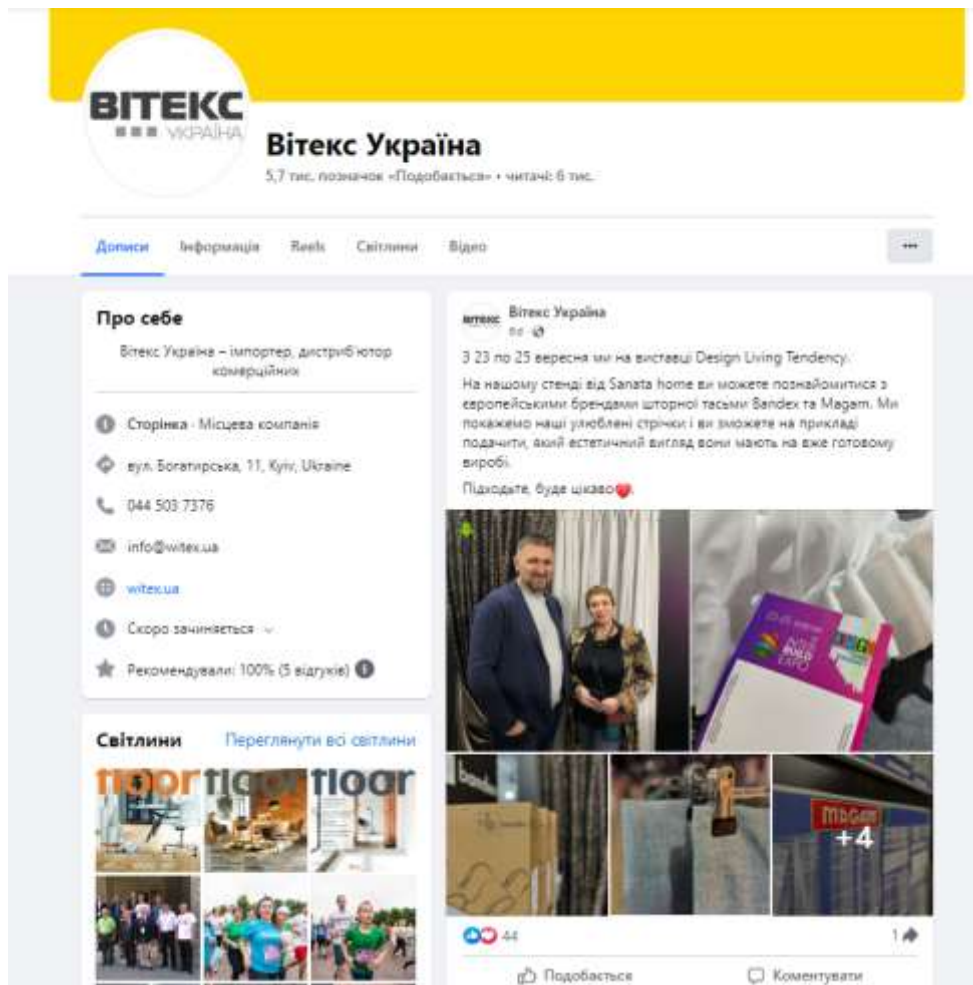 ВІТЕКС
УКРАЇНА
Вітекс Україна
5,7 тис. позначок «Подобається» • читачі: 6 тис.
Дописи Інформація Reels Світлини Відео
Про себе
Вітекс Україна – імпортер, дистриб'ютор
комерційних
Сторінка · Місцева компанія
вул. Богатирська, 11, Kyiv, Ukraine
044 503 7376
info@witex.ua
witex.ua
Скоро зачиняється
Рекомендували: 100% (5 відгуків)
Світлини Переглянути всі світлини
floor floor floor
ВІТЕКС Вітекс Україна
З 23 по 25 вересня ми на виставці Design Living Tendency.
На нашому стенді від Sanata home ви можете познайомитися з
європейськими брендами шторної тасьми Bandex та Magam. Ми
покажемо наші улюблені стрічки і ви зможете на прикладі
подачити, який естетичний вигляд вони мають на вже готовому
виробі.
Підходьте, буде цікаво
INTER
BUILD
EXPO
MAGAM
+4
44 1
Подобається Коментувати